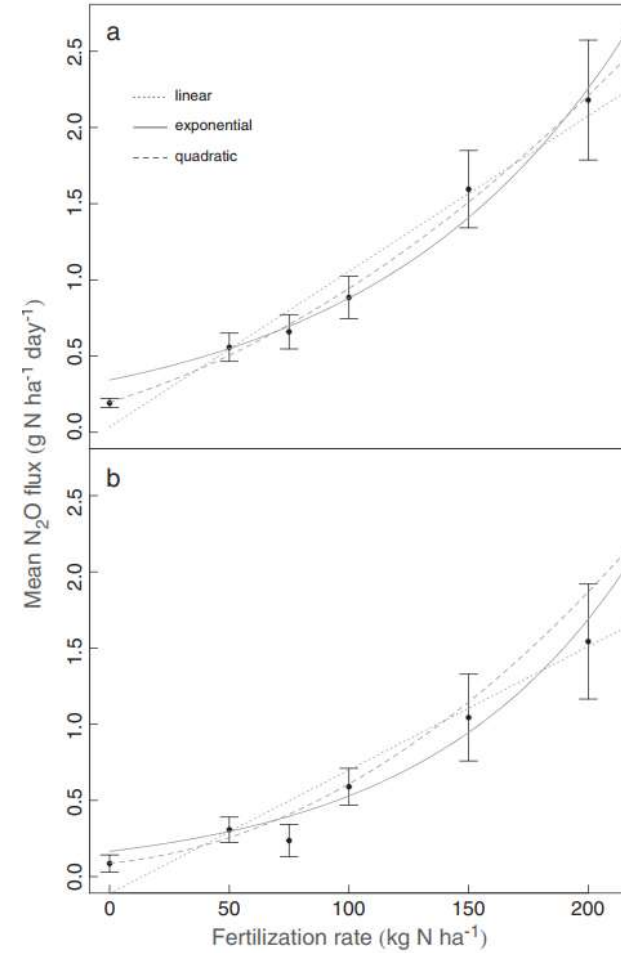 a
2.5
2.0
1.5
1.0
0.5
0.0
linear
exponential
quadratic
Mean N₂O flux (g N ha⁻¹ day⁻¹)
b
2.5
2.0
1.5
1.0
0.5
0.0
0 50 100 150 200
Fertilization rate (kg N ha⁻¹)